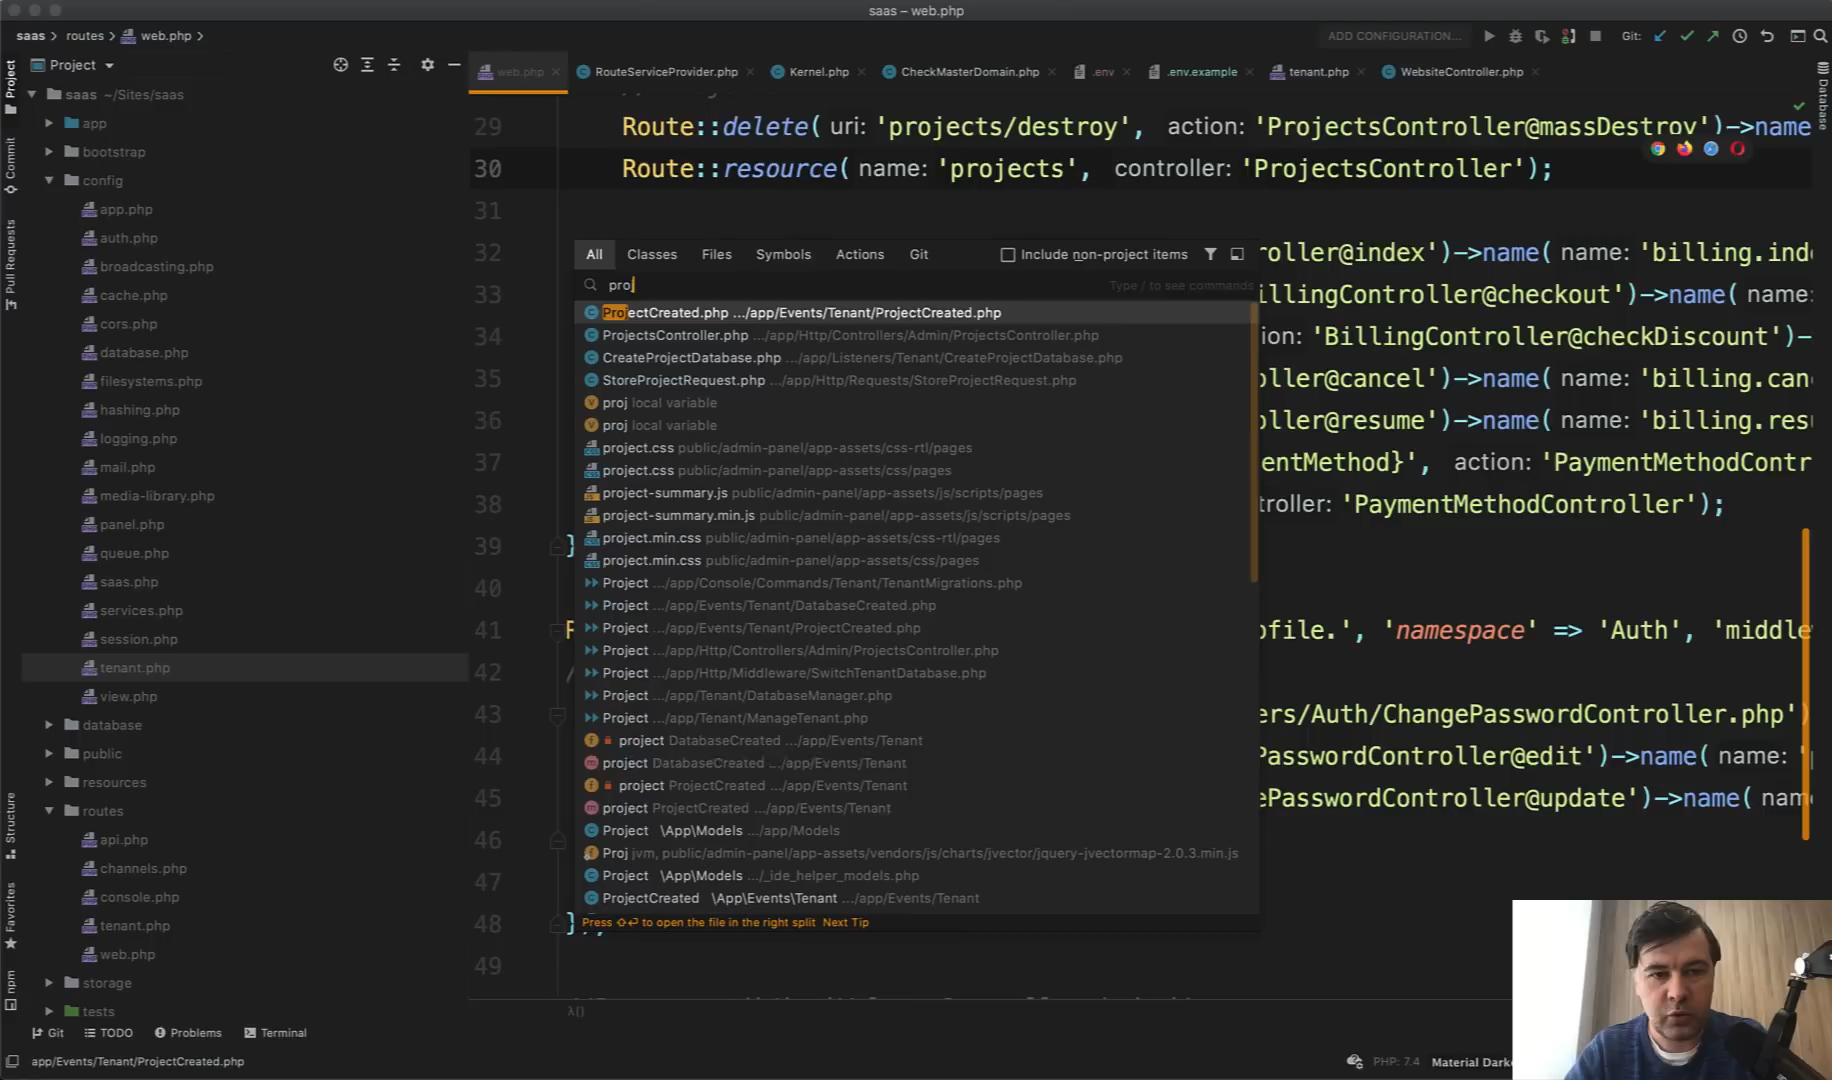 saas – web.php
saas > routes > web.php >
ADD CONFIGURATION...
Git:
Project
web.php
RouteServiceProvider.php
Kernel.php
CheckMasterDomain.php
.env
.env.example
tenant.php
WebsiteController.php
Project
Commit
Pull Requests
Structure
Favorites
npm
Database
saas ~/Sites/saas
app
bootstrap
config
app.php
auth.php
broadcasting.php
cache.php
cors.php
database.php
filesystems.php
hashing.php
logging.php
mail.php
media-library.php
panel.php
queue.php
saas.php
services.php
session.php
tenant.php
view.php
database
public
resources
routes
api.php
channels.php
console.php
tenant.php
web.php
storage
tests
29 Route::delete( uri: 'projects/destroy', action: 'ProjectsController@massDestroy')->name
30 Route::resource( name: 'projects', controller: 'ProjectsController');
31
32 roller@index')->name( name: 'billing.ind
33 illingController@checkout')->name( name:
34 ion: 'BillingController@checkDiscount')-
35 oller@cancel')->name( name: 'billing.can
36 oller@resume')->name( name: 'billing.res
37 entMethod}', action: 'PaymentMethodContr
38 troller: 'PaymentMethodController');
39 }
40
41 ofile.', 'namespace' => 'Auth', 'middle
42 /
43 ers/Auth/ChangePasswordController.php')
44 PasswordController@edit')->name( name: 'p
45 ePasswordController@update')->name( name
46
47
48 });
49
All Classes Files Symbols Actions Git Include non-project items
proj Type / to see commands
ProjectCreated.php .../app/Events/Tenant/ProjectCreated.php
ProjectsController.php .../app/Http/Controllers/Admin/ProjectsController.php
CreateProjectDatabase.php .../app/Listeners/Tenant/CreateProjectDatabase.php
StoreProjectRequest.php .../app/Http/Requests/StoreProjectRequest.php
proj local variable
proj local variable
project.css public/admin-panel/app-assets/css-rtl/pages
project.css public/admin-panel/app-assets/css/pages
project-summary.js public/admin-panel/app-assets/js/scripts/pages
project-summary.min.js public/admin-panel/app-assets/js/scripts/pages
project.min.css public/admin-panel/app-assets/css-rtl/pages
project.min.css public/admin-panel/app-assets/css/pages
Project .../app/Console/Commands/Tenant/TenantMigrations.php
Project .../app/Events/Tenant/DatabaseCreated.php
Project .../app/Events/Tenant/ProjectCreated.php
Project .../app/Http/Controllers/Admin/ProjectsController.php
Project .../app/Http/Middleware/SwitchTenantDatabase.php
Project .../app/Tenant/DatabaseManager.php
Project .../app/Tenant/ManageTenant.php
project DatabaseCreated .../app/Events/Tenant
project DatabaseCreated .../app/Events/Tenant
project ProjectCreated .../app/Events/Tenant
project ProjectCreated .../app/Events/Tenant
Project \App\Models .../app/Models
Proj jvm, public/admin-panel/app-assets/vendors/js/charts/jvector/jquery-jvectormap-2.0.3.min.js
Project \App\Models .../_ide_helper_models.php
ProjectCreated \App\Events\Tenant .../app/Events/Tenant
Press ⇧⏎ to open the file in the right split Next Tip
λ()
Git TODO Problems Terminal
app/Events/Tenant/ProjectCreated.php
PHP: 7.4 Material Dark